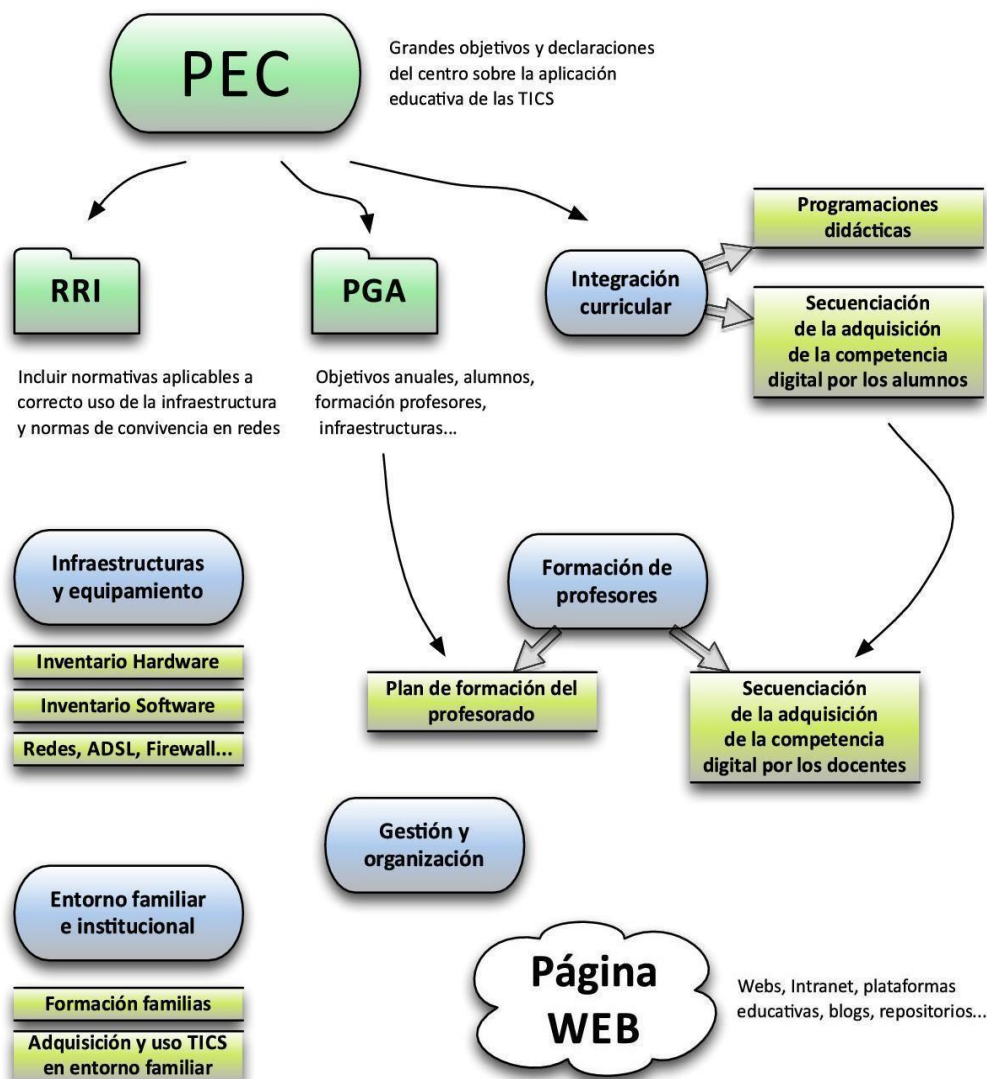 PEC
Grandes objetivos y declaraciones
del centro sobre la aplicación
educativa de las TICS
RRI
PGA
Integración
curricular
Programaciones
didácticas
Secuenciación
de la adquisición
de la competencia
digital por los alumnos
Incluir normativas aplicables a
correcto uso de la infraestructura
y normas de convivencia en redes
Objetivos anuales, alumnos,
formación profesores,
infraestructuras...
Infraestructuras
y equipamiento
Inventario Hardware
Inventario Software
Redes, ADSL, Firewall...
Formación de
profesores
Plan de formación del
profesorado
Secuenciación
de la adquisición
de la competencia
digital por los docentes
Gestión y
organización
Entorno familiar
e institucional
Formación familias
Adquisición y uso TICS
en entorno familiar
Página
WEB
Webs, Intranet, plataformas
educativas, blogs, repositorios...